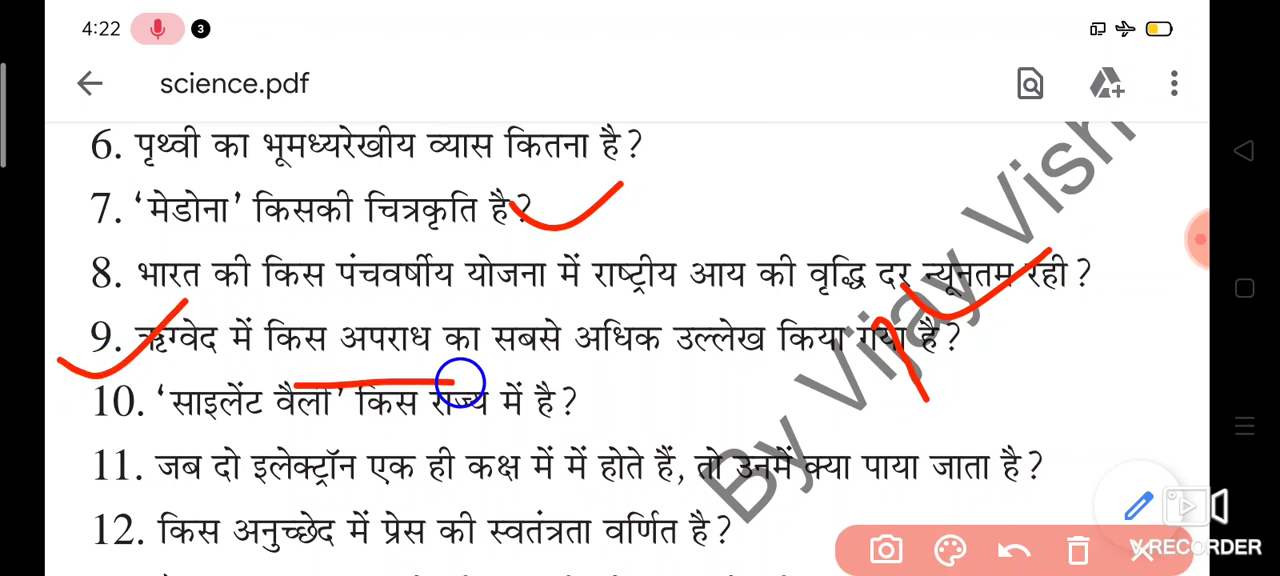 4:22 3
science.pdf
6. पृथ्वी का भूमध्यरेखीय व्यास कितना है?
7. 'मेडोना' किसकी चित्रकृति है?
8. भारत की किस पंचवर्षीय योजना में राष्ट्रीय आय की वृद्धि दर न्यूनतम रही?
9. ऋग्वेद में किस अपराध का सबसे अधिक उल्लेख किया गया है?
10. 'साइलेंट वैली' किस राज्य में है?
11. जब दो इलेक्ट्रॉन एक ही कक्ष में में होते हैं, तो उनमें क्या पाया जाता है?
12. किस अनुच्छेद में प्रेस की स्वतंत्रता वर्णित है?
By Vijay Vish
RECORDER